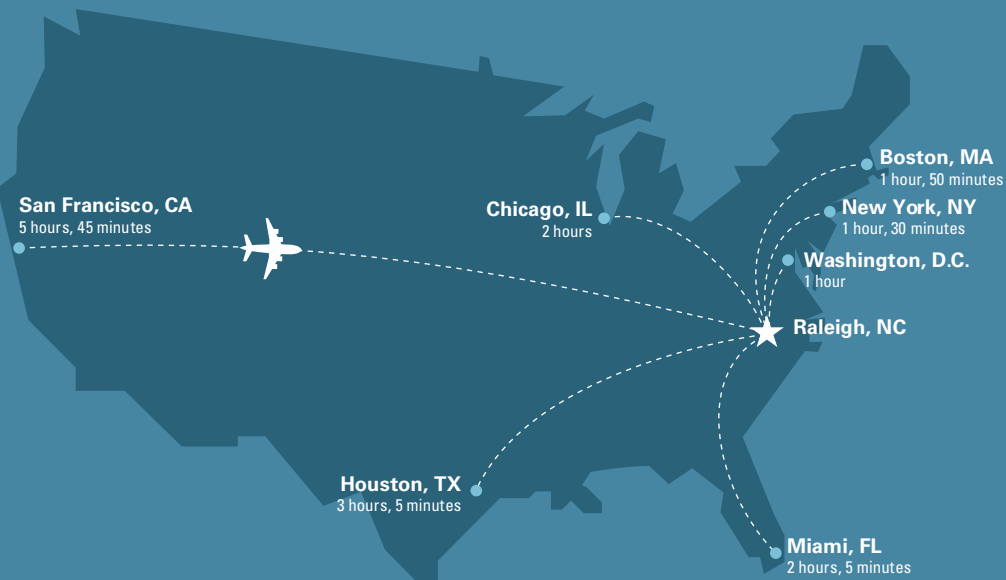 Boston, MA
1 hour, 50 minutes
San Francisco, CA
5 hours, 45 minutes
Chicago, IL
2 hours
New York, NY
1 hour, 30 minutes
Washington, D.C.
1 hour
Raleigh, NC
Houston, TX
3 hours, 5 minutes
Miami, FL
2 hours, 5 minutes